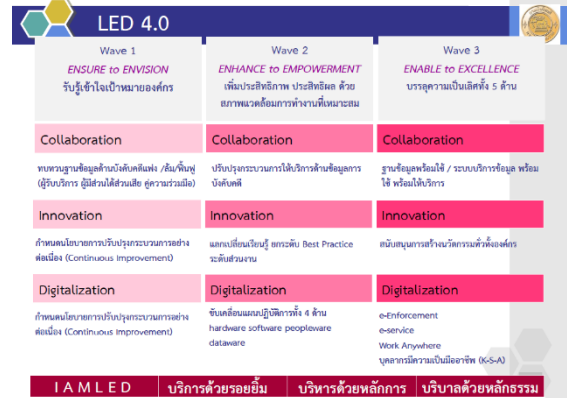 LED 4.0
Wave 1
ENSURE to ENVISION
รับรู้เข้าใจเป้าหมายองค์กร
Wave 2
ENHANCE to EMPOWERMENT
เพิ่มประสิทธิภาพ ประสิทธิผล ด้วย
สภาพแวดล้อมการทำงานที่เหมาะสม
Wave 3
ENABLE to EXCELLENCE
บรรลุความเป็นเลิศทั้ง 5 ด้าน
Collaboration
ทบทวนฐานข้อมูลด้านบังคับคดีแพ่ง /ล้ม/ฟื้นฟู
(ผู้รับบริการ ผู้มีส่วนได้ส่วนเสีย คู่ความร่วมมือ)
Collaboration
ปรับปรุงกระบวนการให้บริการด้านข้อมูลการ
บังคับคดี
Collaboration
ฐานข้อมูลพร้อมใช้ / ระบบบริการข้อมูล พร้อม
ใช้ พร้อมให้บริการ
Innovation
กำหนดนโยบายการปรับปรุงกระบวนการอย่าง
ต่อเนื่อง (Continuous Improvement)
Innovation
แลกเปลี่ยนเรียนรู้ ยกระดับ Best Practice
ระดับส่วนงาน
Innovation
สนับสนุนการสร้างนวัตกรรมทั่วทั้งองค์กร
Digitalization
กำหนดนโยบายการปรับปรุงกระบวนการอย่าง
ต่อเนื่อง (Continuous Improvement)
Digitalization
ขับเคลื่อนแผนปฏิบัติการทั้ง 4 ด้าน
hardware software peopleware
dataware
Digitalization
e-Enforcement
e-service
Work Anywhere
บุคลากรมีความเป็นมืออาชีพ (K-S-A)
I A M L E D บริการด้วยรอยยิ้ม บริหารด้วยหลักการ บริบาลด้วยหลักธรรม